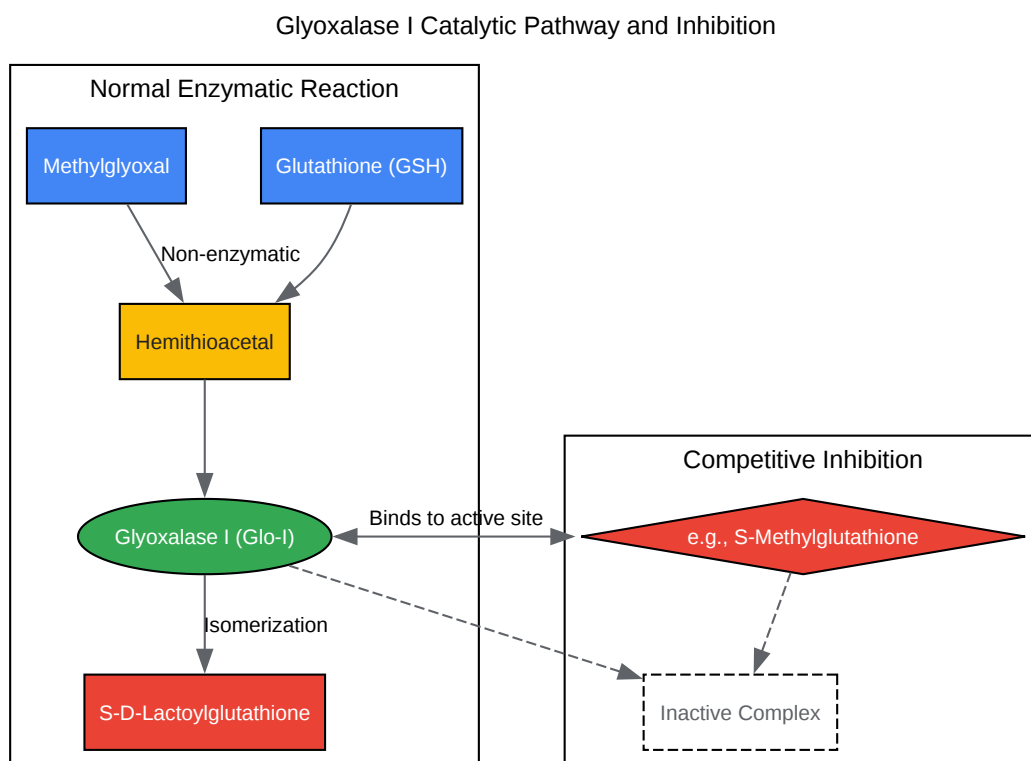 Glyoxalase I Catalytic Pathway and Inhibition
Normal Enzymatic Reaction
Methylglyoxal
Glutathione (GSH)
Non-enzymatic
Hemithioacetal
Competitive Inhibition
Glyoxalase I (Glo-I)
Binds to active site
e.g., S-Methylglutathione
Isomerization
S-D-Lactoylglutathione
Inactive Complex